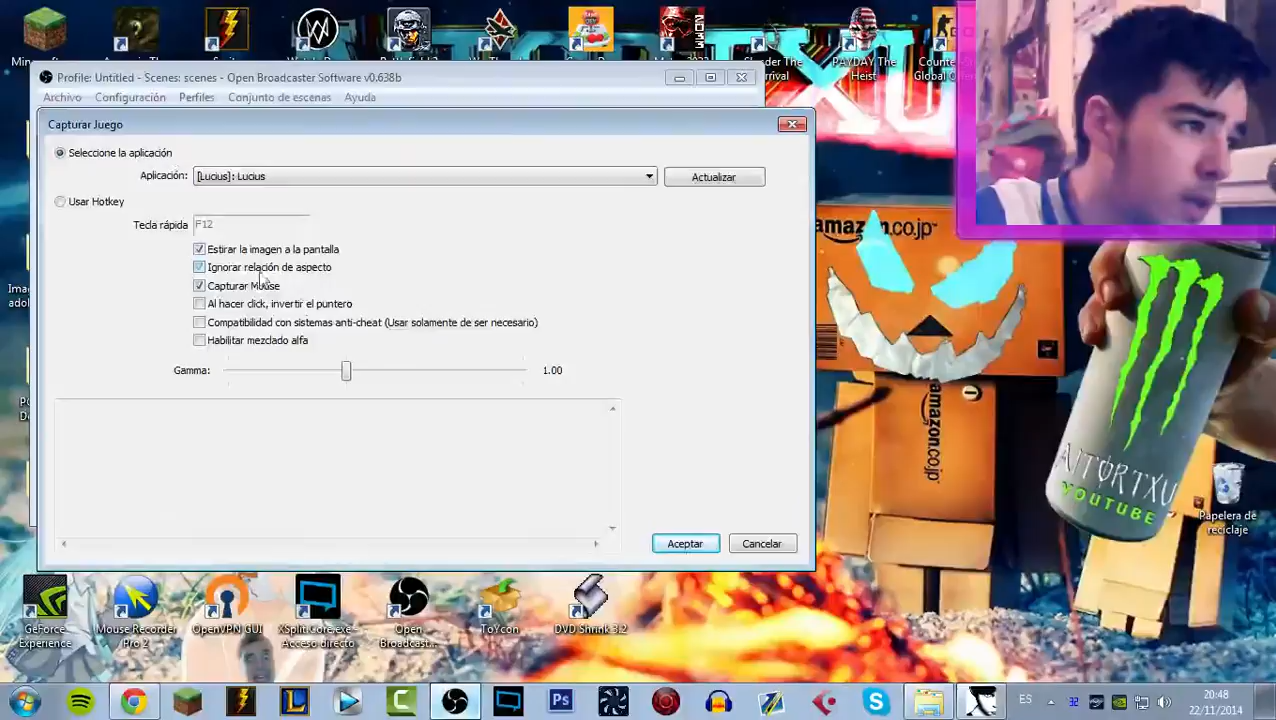 Profile: Untitled - Scenes: scenes - Open Broadcaster Software v0.638b
Archivo Configuración Perfiles Conjunto de escenas Ayuda
PAYDAY The Heist
Global
Capturar Juego
Seleccione la aplicación
Aplicación: [Lucius]: Lucius Actualizar
Usar Hotkey
Tecla rápida F12
Estirar la imagen a la pantalla
Ignorar relación de aspecto
Capturar Mouse
Al hacer click, invertir el puntero
Compatibilidad con sistemas anti-cheat (Usar solamente de ser necesario)
Habilitar mezclado alfa
Gamma: 1.00
Aceptar Cancelar
amazon.co.jp
amazon.co.jp
AITORTXU
YOUTUBE
Papelera de
reciclaje
GeForce
Experience
Mouse Recorder
Pro 2
OpenVPN GUI
XSplit.Core.exe -
Acceso directo
Open
Broadcast...
ToYcon
DVD Shrink 3.2
Ps
ES
20:48
22/11/2014